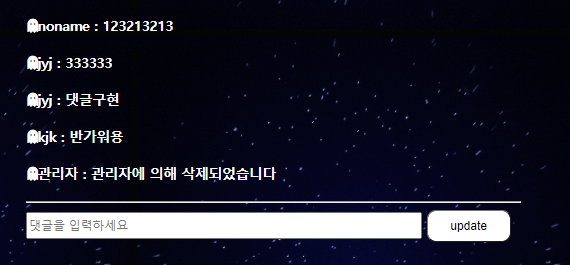 noname : 123213213
jyj : 333333
jyj : 댓글구현
kjk : 반가워용
관리자 : 관리자에 의해 삭제되었습니다
댓글을 입력하세요 update